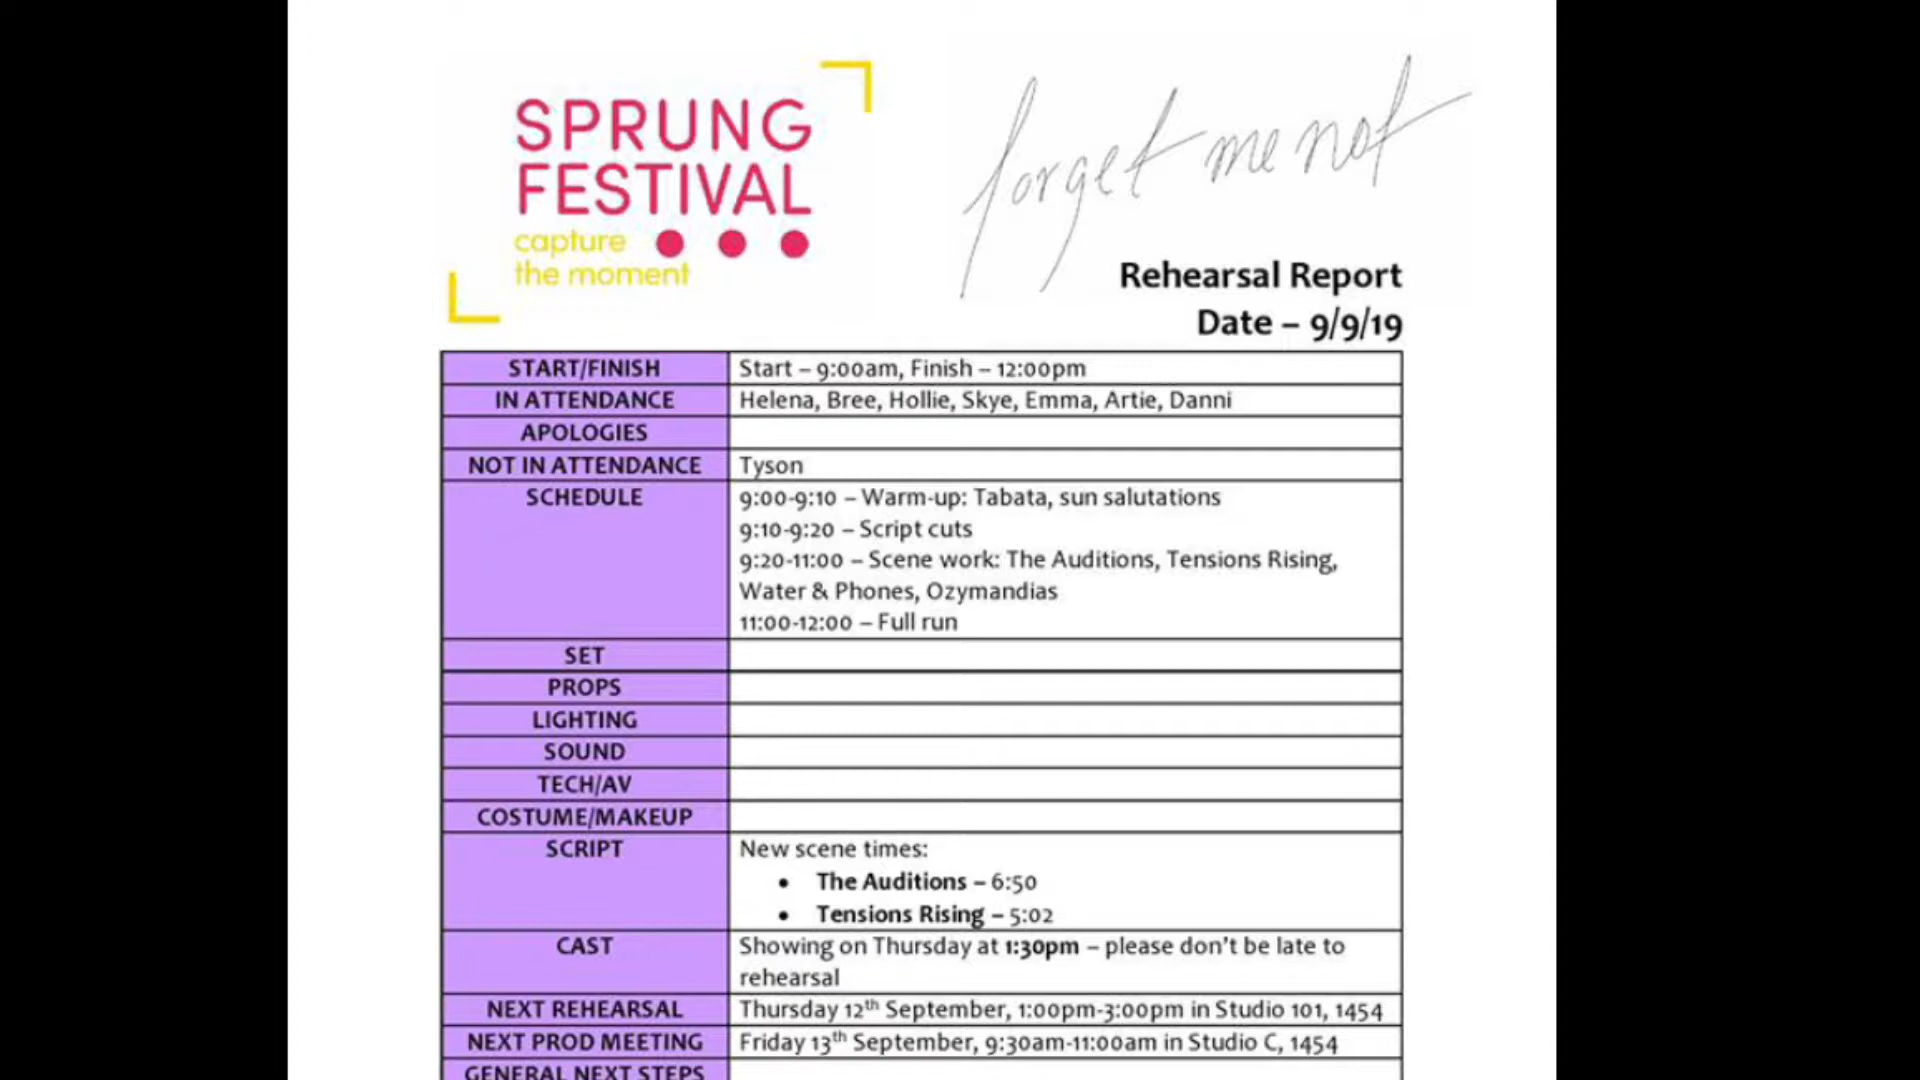 SPRUNG
FESTIVAL
capture
the moment
forget me not
Rehearsal Report
Date – 9/9/19
START/FINISH Start – 9:00am, Finish – 12:00pm
IN ATTENDANCE Helena, Bree, Hollie, Skye, Emma, Artie, Danni
APOLOGIES
NOT IN ATTENDANCE Tyson
SCHEDULE 9:00-9:10 – Warm-up: Tabata, sun salutations
9:10-9:20 – Script cuts
9:20-11:00 – Scene work: The Auditions, Tensions Rising,
Water & Phones, Ozymandias
11:00-12:00 – Full run
SET
PROPS
LIGHTING
SOUND
TECH/AV
COSTUME/MAKEUP
SCRIPT New scene times:
• The Auditions – 6:50
• Tensions Rising – 5:02
CAST Showing on Thursday at 1:30pm – please don't be late to
rehearsal
NEXT REHEARSAL Thursday 12th September, 1:00pm-3:00pm in Studio 101, 1454
NEXT PROD MEETING Friday 13th September, 9:30am-11:00am in Studio C, 1454
GENERAL NEXT STEPS